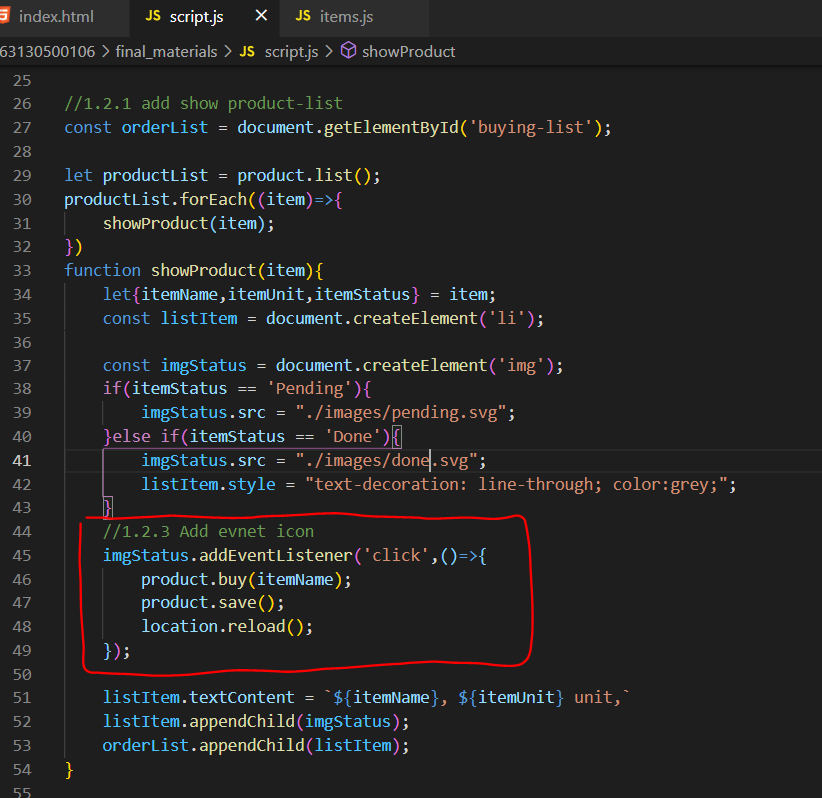 index.html JS script.js × JS items.js
63130500106 > final_materials > JS script.js > showProduct
25
26 //1.2.1 add show product-list
27 const orderList = document.getElementById('buying-list');
28
29 let productList = product.list();
30 productList.forEach((item)=>{
31 showProduct(item);
32 })
33 function showProduct(item){
34 let{itemName,itemUnit,itemStatus} = item;
35 const listItem = document.createElement('li');
36
37 const imgStatus = document.createElement('img');
38 if(itemStatus == 'Pending'){
39 imgStatus.src = "./images/pending.svg";
40 }else if(itemStatus == 'Done'){
41 imgStatus.src = "./images/done.svg";
42 listItem.style = "text-decoration: line-through; color:grey;";
43 }
44 //1.2.3 Add evnet icon
45 imgStatus.addEventListener('click',()=>{
46 product.buy(itemName);
47 product.save();
48 location.reload();
49 });
50
51 listItem.textContent = `${itemName}, ${itemUnit} unit,`
52 listItem.appendChild(imgStatus);
53 orderList.appendChild(listItem);
54 }
55